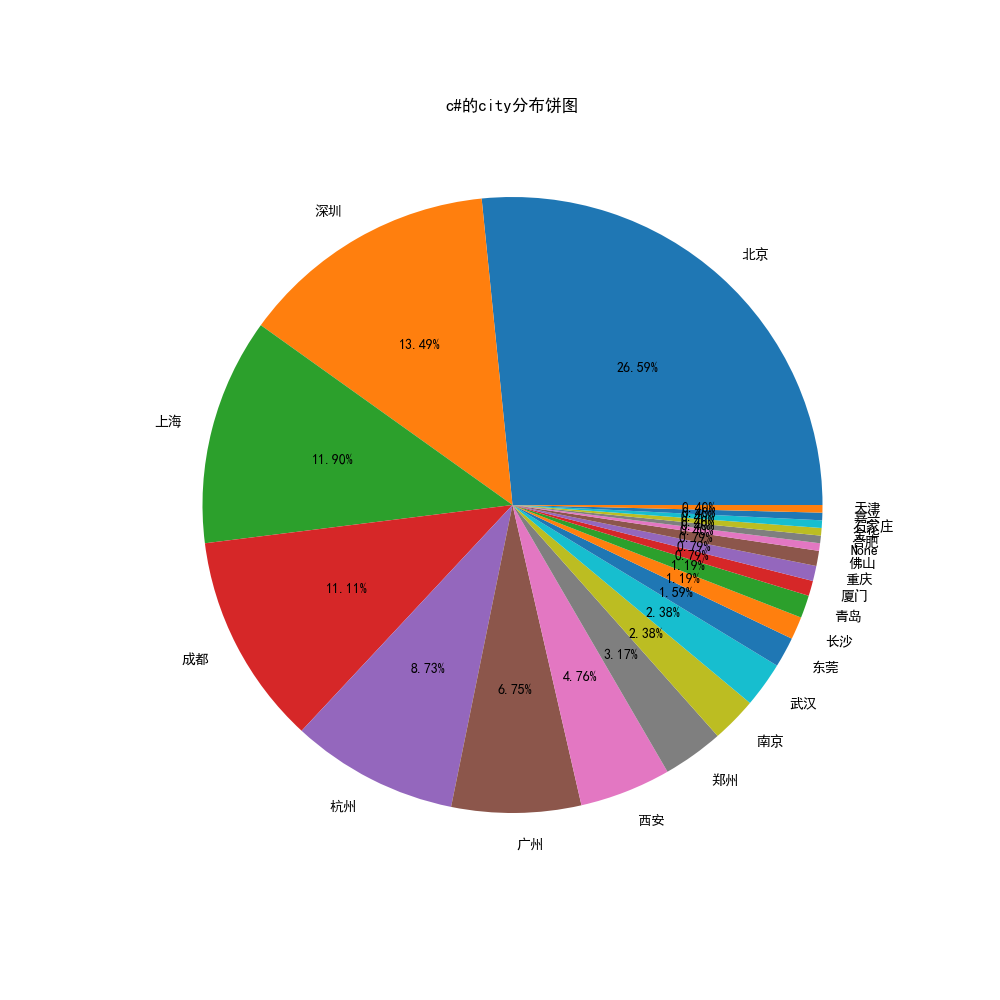 c#的city分布饼图
北京
26.59%
深圳
13.49%
上海
11.90%
成都
11.11%
杭州
8.73%
广州
6.75%
西安
4.76%
郑州
3.17%
南京
2.38%
武汉
2.38%
东莞
1.59%
长沙
1.19%
青岛
1.19%
厦门
0.79%
重庆
0.79%
佛山
0.79%
None
合肥
石家庄
天津
0.40%